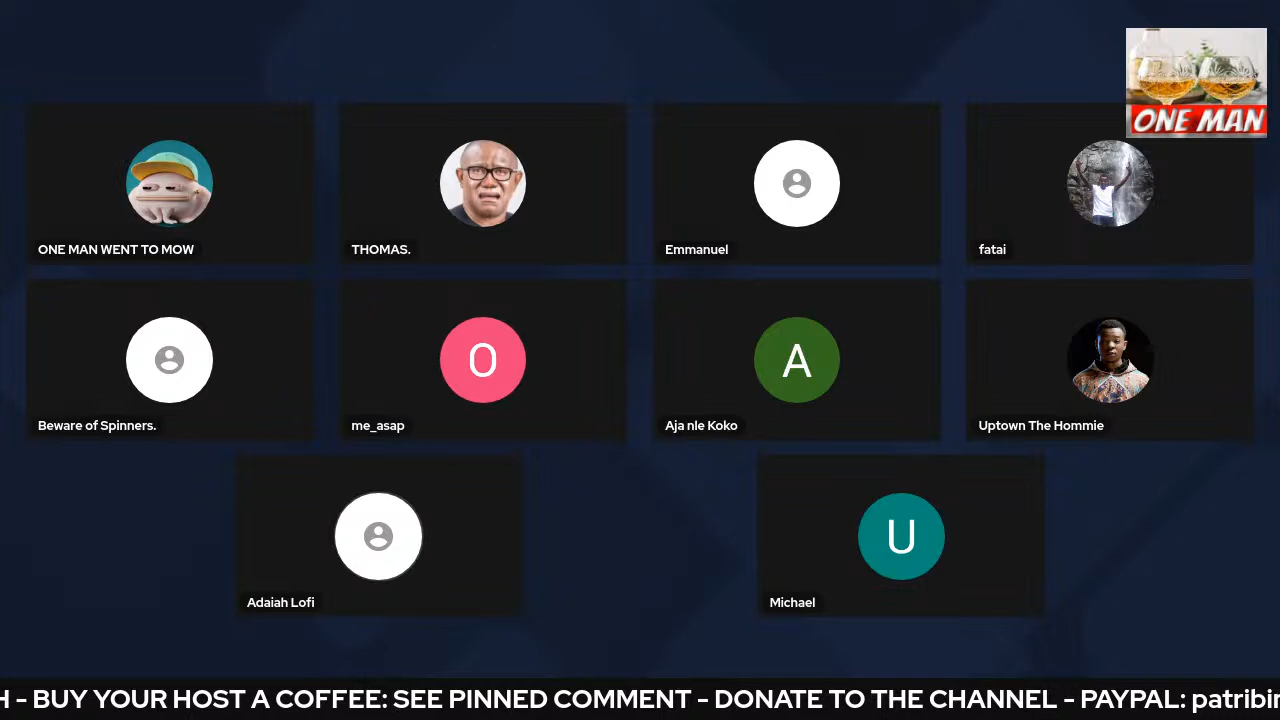 ONE MAN
ONE MAN WENT TO MOW
THOMAS.
Emmanuel
fatai
Beware of Spinners.
O
me_asap
A
Aja nle Koko
Uptown The Hommie
Adaiah Lofi
U
Michael
H - BUY YOUR HOST A COFFEE: SEE PINNED COMMENT - DONATE TO THE CHANNEL - PAYPAL: patribin